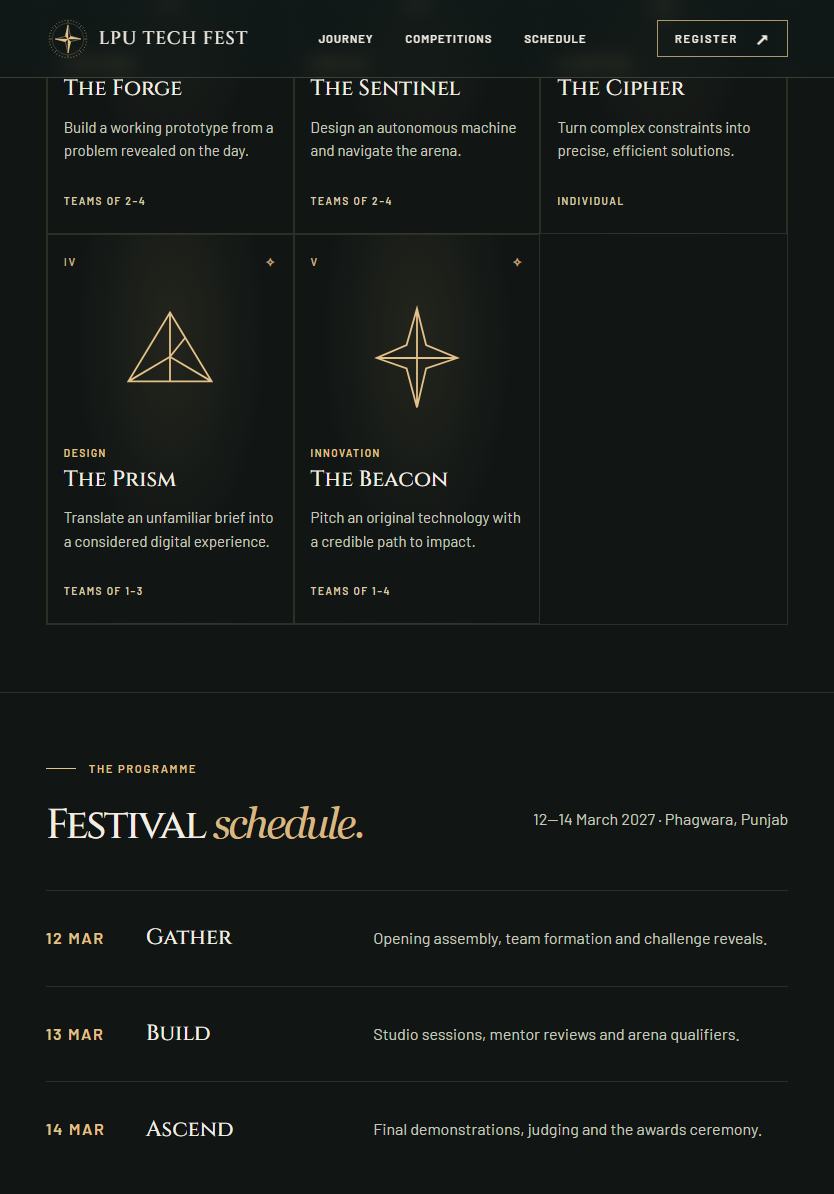 LPU TECH FEST
JOURNEY
COMPETITIONS
SCHEDULE
REGISTER ↗
THE FORGE
Build a working prototype from a
problem revealed on the day.
TEAMS OF 2–4
THE SENTINEL
Design an autonomous machine
and navigate the arena.
TEAMS OF 2–4
THE CIPHER
Turn complex constraints into
precise, efficient solutions.
INDIVIDUAL
IV
DESIGN
THE PRISM
Translate an unfamiliar brief into
a considered digital experience.
TEAMS OF 1–3
V
INNOVATION
THE BEACON
Pitch an original technology with
a credible path to impact.
TEAMS OF 1–4
THE PROGRAMME
FESTIVAL schedule.
12—14 March 2027 · Phagwara, Punjab
12 MAR
GATHER
Opening assembly, team formation and challenge reveals.
13 MAR
BUILD
Studio sessions, mentor reviews and arena qualifiers.
14 MAR
ASCEND
Final demonstrations, judging and the awards ceremony.